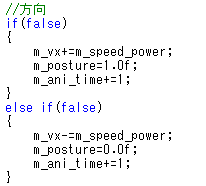 //方向
if(false)
{
m_vx+=m_speed_power;
m_posture=1.0f;
m_ani_time+=1;
}
else if(false)
{
m_vx-=m_speed_power;
m_posture=0.0f;
m_ani_time+=1;
}